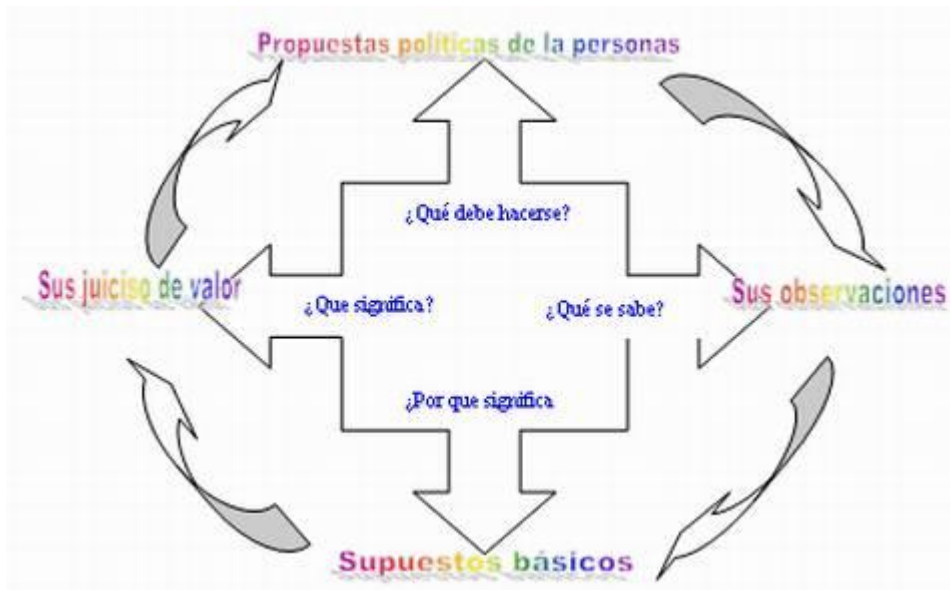 Propuestas políticas de la personas
¿Qué debe hacerse?
Sus juiciso de valor
¿Que significa?
¿Qué se sabe?
Sus observaciones
¿Por que significa
Supuestos básicos